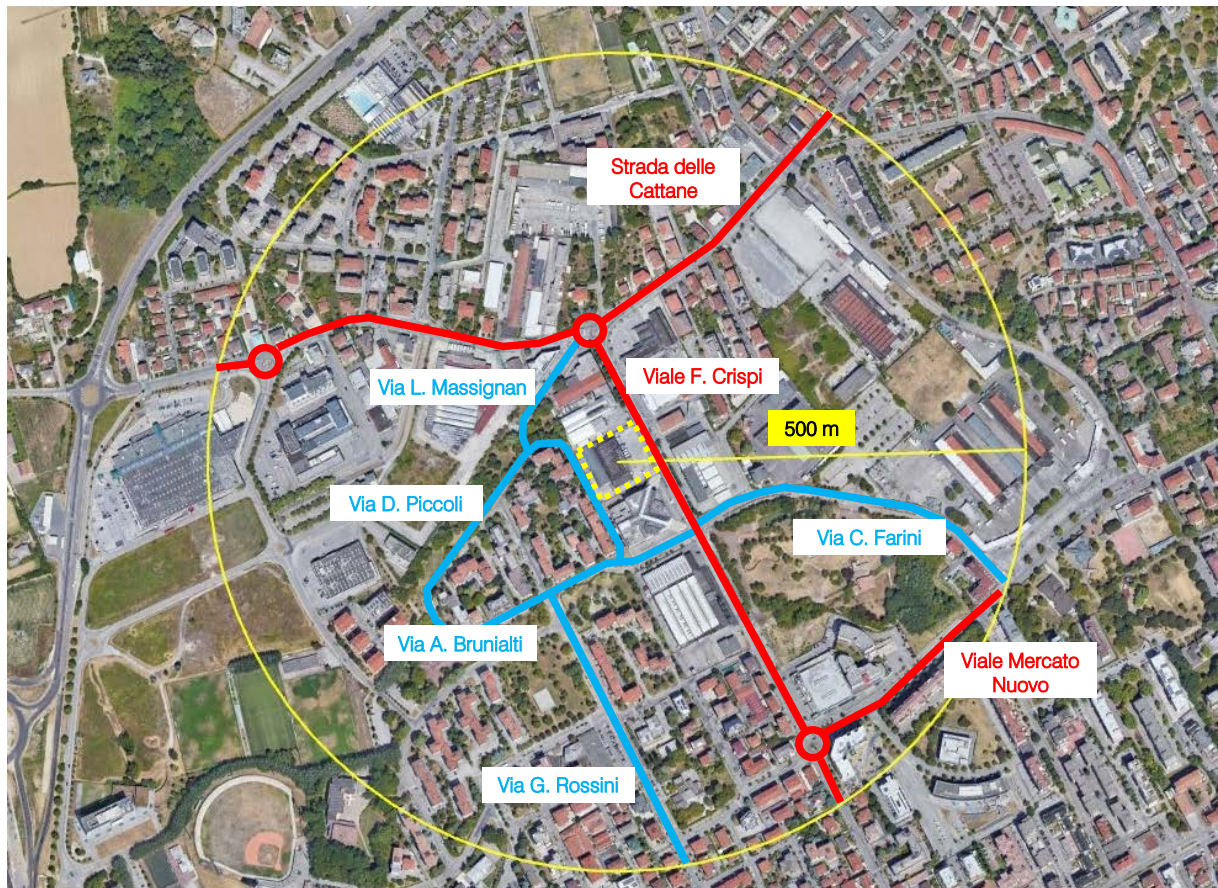 Strada delle
Cattane
Viale F. Crispi
Via L. Massignan
500 m
Via D. Piccoli
Via C. Farini
Via A. Brunialti
Viale Mercato
Nuovo
Via G. Rossini